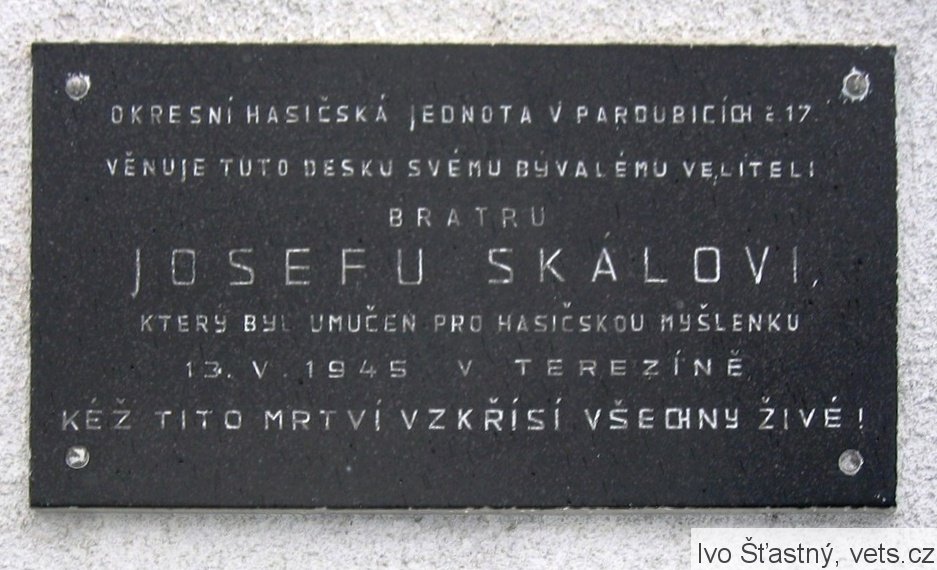 OKRESNÍ HASIČSKÁ JEDNOTA V PARDUBICÍCH č.17.
VĚNUJE TUTO DESKU SVÉMU BÝVALÉMU VELITELI
BRATRU
JOSEFU SKÁLOVI,
KTERÝ BYL UMUČEN PRO HASIČSKOU MYŠLENKU
13. V. 1945 V TEREZÍNĚ
KÉŽ TITO MRTVÍ VZKŘÍSÍ VŠECHNY ŽIVÉ!
Ivo Šťastný, vets.cz